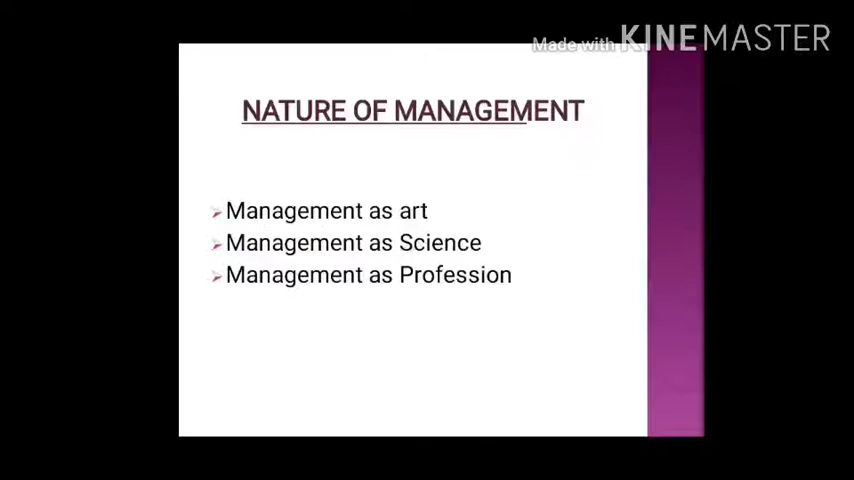 Made with KINEMASTER
NATURE OF MANAGEMENT
Management as art
Management as Science
Management as Profession